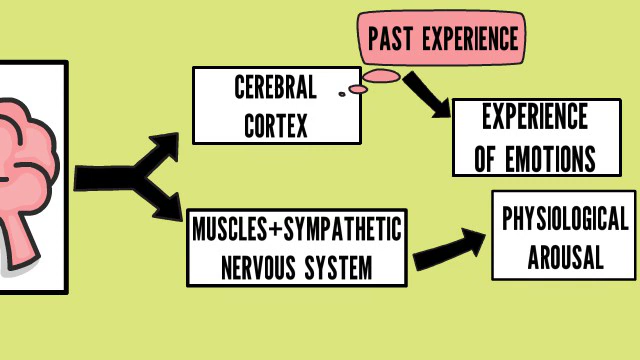 PAST EXPERIENCE
CEREBRAL
CORTEX
EXPERIENCE
OF EMOTIONS
MUSCLES+SYMPATHETIC
NERVOUS SYSTEM
PHYSIOLOGICAL
AROUSAL